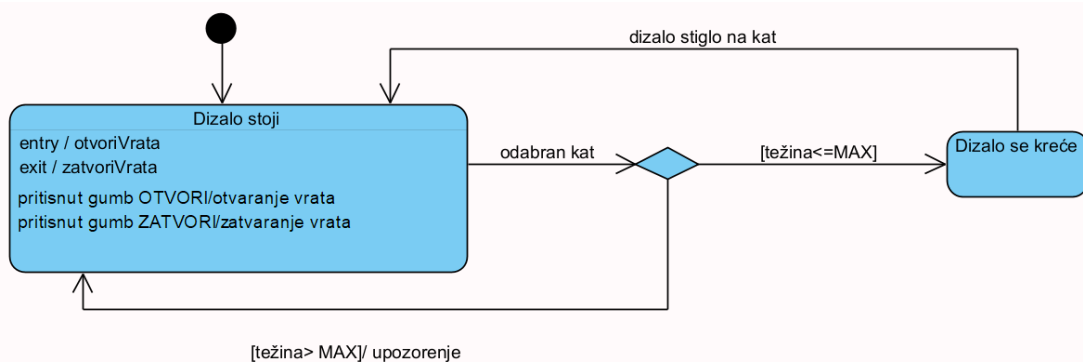 dizalo stiglo na kat
Dizalo stoji
entry / otvoriVrata
exit / zatvoriVrata
pritisnut gumb OTVORI/otvaranje vrata
pritisnut gumb ZATVORI/zatvaranje vrata
odabran kat
[težina<=MAX]
Dizalo se kreće
[težina> MAX]/ upozorenje